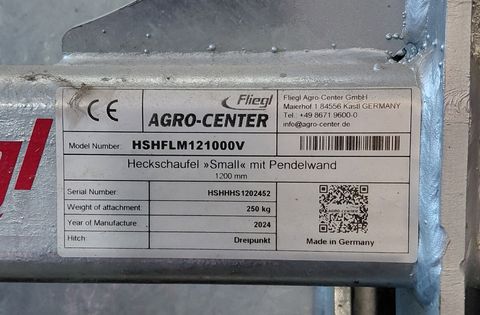 CE
Fliegl
AGRO-CENTER
Fliegl Agro-Center GmbH
Maierhof 1 84556 Kastl GERMANY
Tel.: +49 8671.9600-0
info@agro-center.de
Model Number: HSHFLM121000V
Heckschaufel »Small« mit Pendelwand
1200 mm
Serial Number: HSHHHS1202452
Weight of attachment: 250 kg
Year of Manufacture 2024
Hitch: Dreipunkt
AGRO-CENTER
Made in Germany
gl